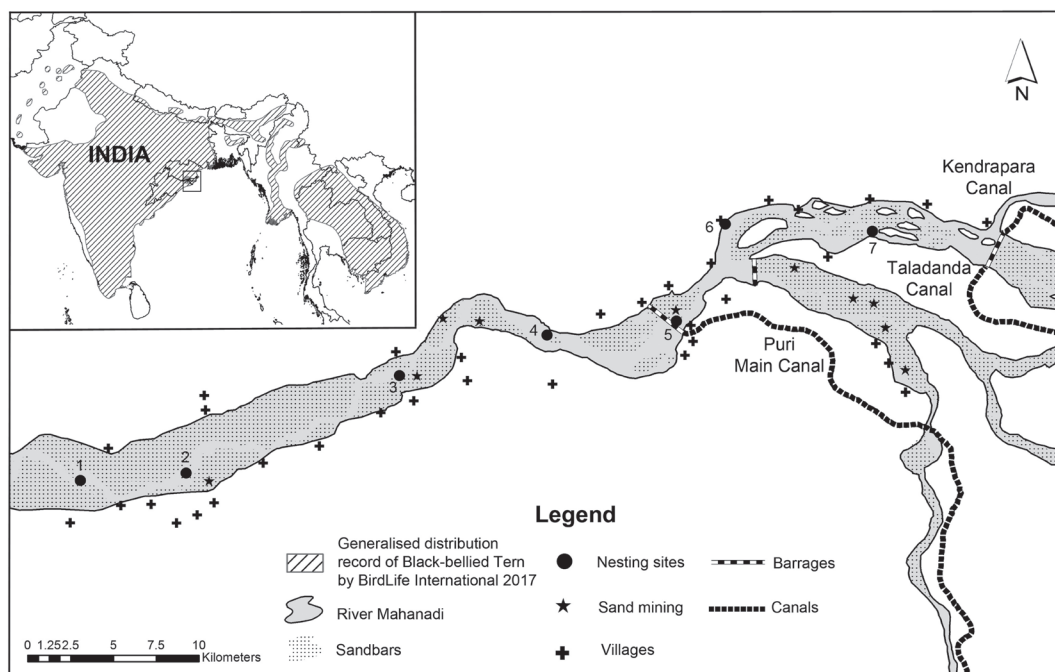 INDIA
N
Kendrapara
Canal
6
7
Taladanda
Canal
4
5
Puri
Main Canal
3
1
2
Legend
Generalised distribution
record of Black-bellied Tern
by BirdLife International 2017
Nesting sites
Barrages
River Mahanadi
Sand mining
Canals
Sandbars
Villages
0 1.252.5 5 7.5 10
Kilometers